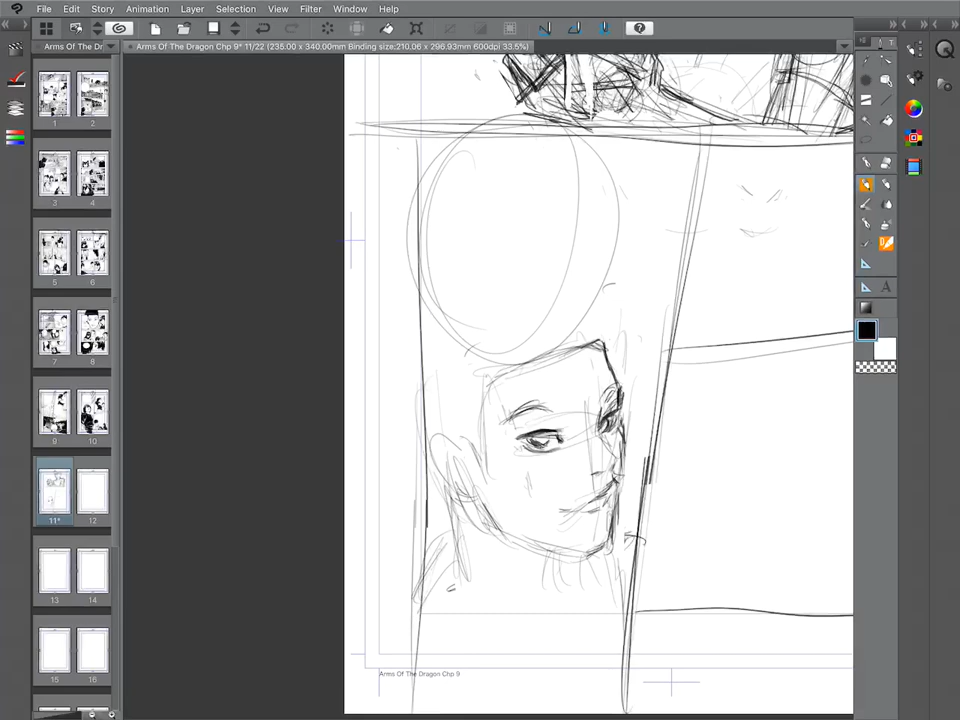 File Edit Story Animation Layer Selection View Filter Window Help
Arms Of The Dr
Arms Of The Dragon Chp 9* 11/22 (235.00 x 340.00mm Binding size:210.06 x 296.93mm 600dpi 33.5%)
1 2
3 4
5 6
7 8
9 10
11* 12
13 14
15 16
T
A
Arms Of The Dragon Chp 9